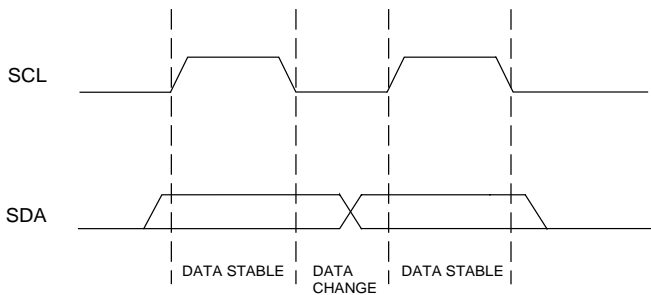 SCL
SDA
DATA STABLE
DATA
CHANGE
DATA STABLE